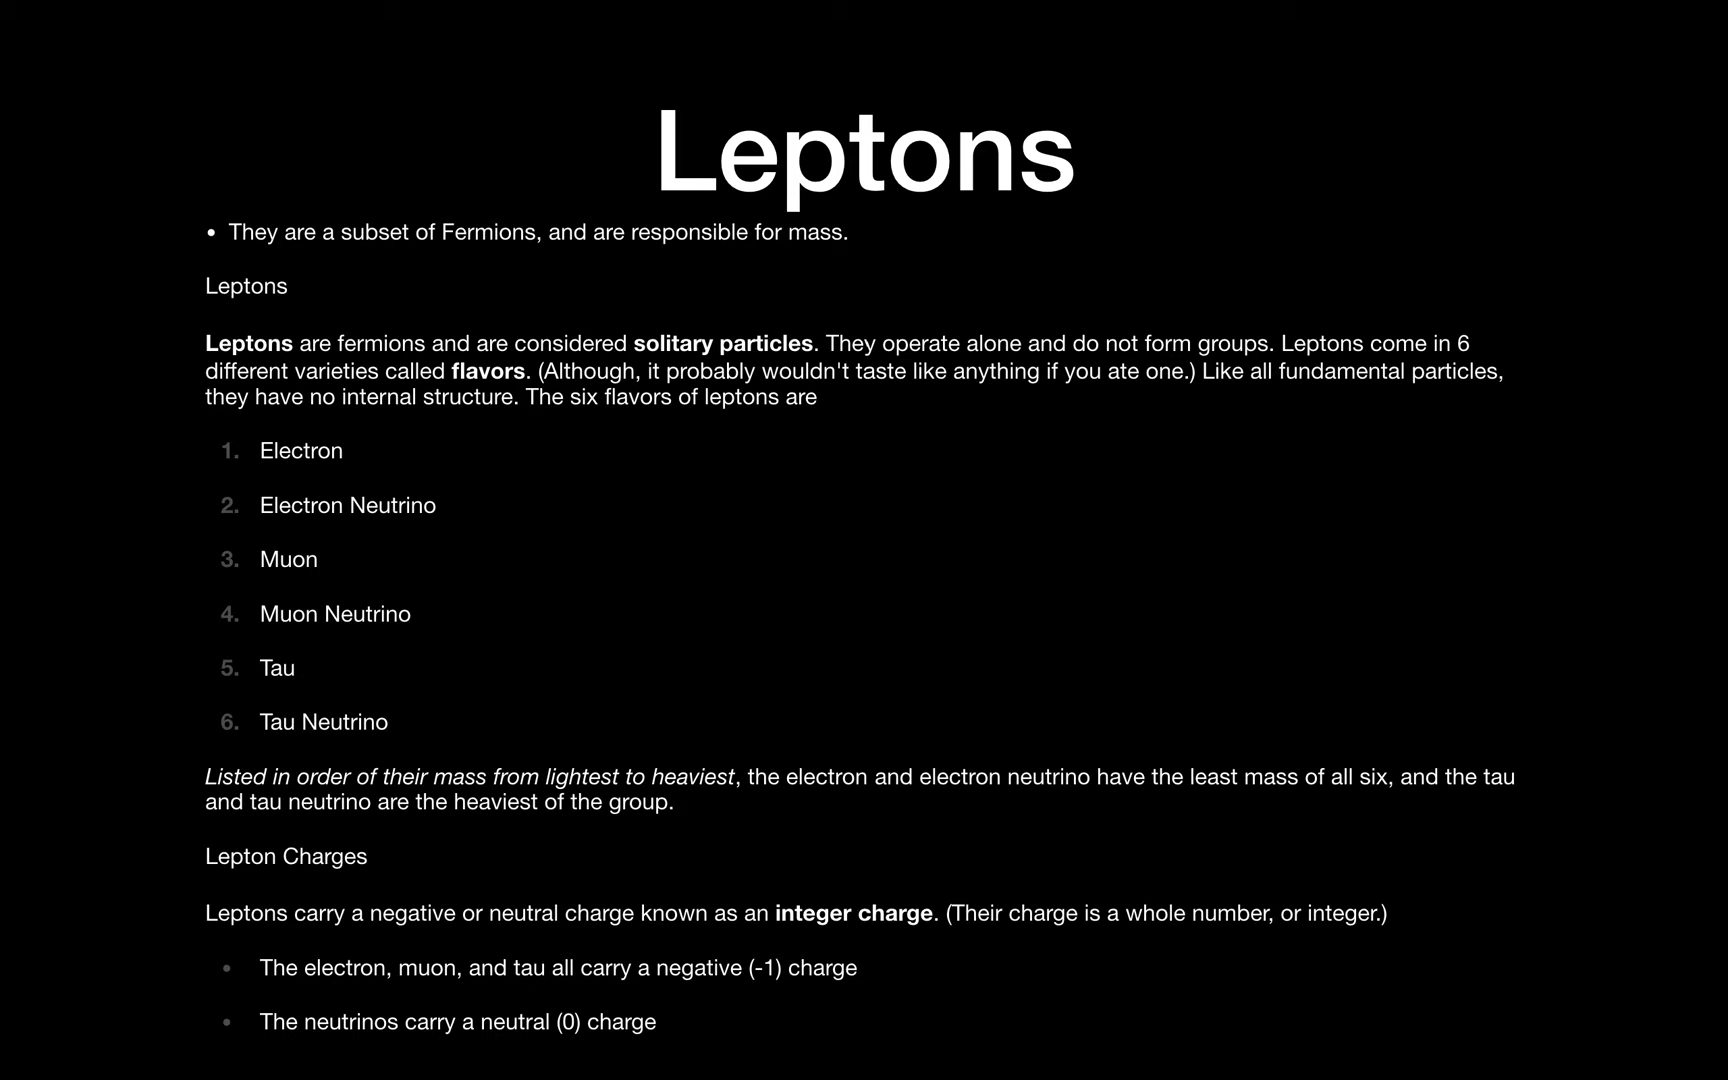 Leptons
• They are a subset of Fermions, and are responsible for mass.
Leptons
Leptons are fermions and are considered solitary particles. They operate alone and do not form groups. Leptons come in 6
different varieties called flavors. (Although, it probably wouldn't taste like anything if you ate one.) Like all fundamental particles,
they have no internal structure. The six flavors of leptons are
1. Electron
2. Electron Neutrino
3. Muon
4. Muon Neutrino
5. Tau
6. Tau Neutrino
Listed in order of their mass from lightest to heaviest, the electron and electron neutrino have the least mass of all six, and the tau
and tau neutrino are the heaviest of the group.
Lepton Charges
Leptons carry a negative or neutral charge known as an integer charge. (Their charge is a whole number, or integer.)
• The electron, muon, and tau all carry a negative (-1) charge
• The neutrinos carry a neutral (0) charge